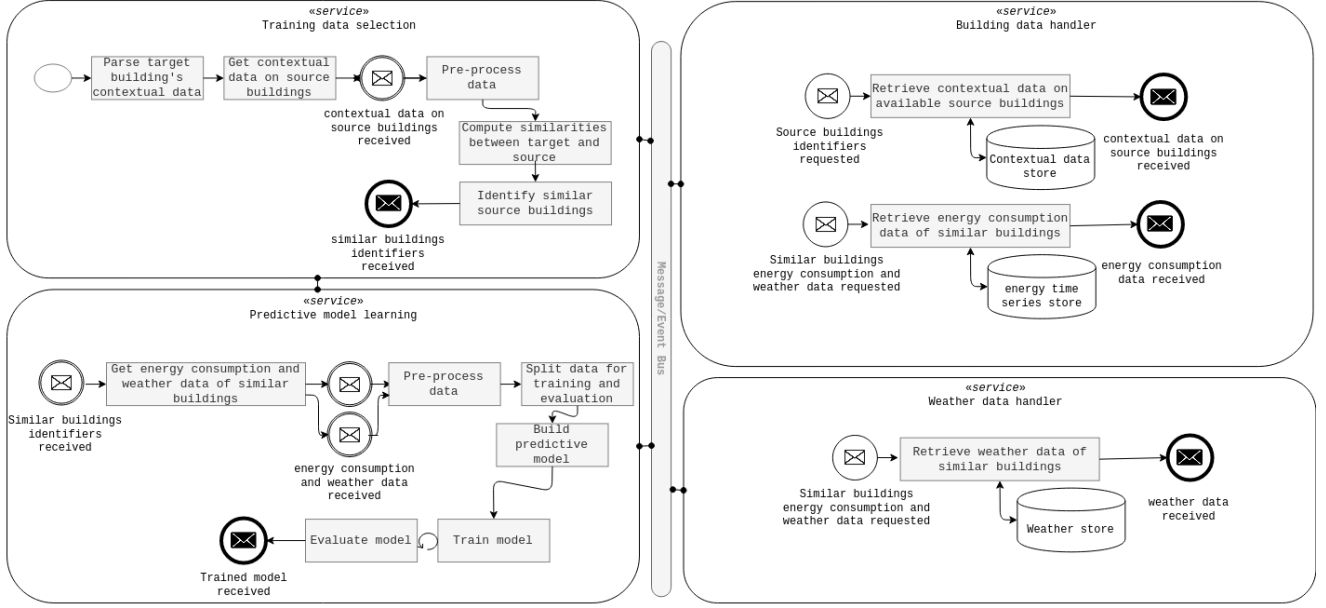 «service»
Training data selection
Parse target
building's
contextual data
Get contextual
data on source
buildings
contextual data on
source buildings
received
Pre-process
data
Compute similarities
between target and
source
Identify similar
source buildings
similar buildings
identifiers
received
«service»
Predictive model learning
Similar buildings
identifiers
received
Get energy consumption and
weather data of similar
buildings
energy consumption
and weather data
received
Pre-process
data
Split data for
training and
evaluation
Build
predictive
model
Train model
Evaluate model
Trained model
received
Message/Event Bus
«service»
Building data handler
Source buildings
identifiers
requested
Retrieve contextual data on
available source buildings
Contextual data
store
contextual data on
source buildings
received
Similar buildings
energy consumption and
weather data requested
Retrieve energy consumption
data of similar buildings
energy time
series store
energy consumption
data received
«service»
Weather data handler
Similar buildings
energy consumption and
weather data requested
Retrieve weather data of
similar buildings
Weather store
weather data
received